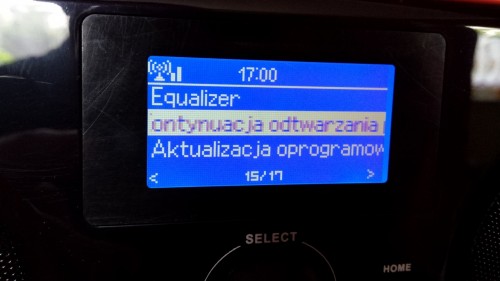 17:00
Equalizer
ontynuacja odtwarzania
Aktualizacja oprogramow
< 15/17 >
SELECT
HOME